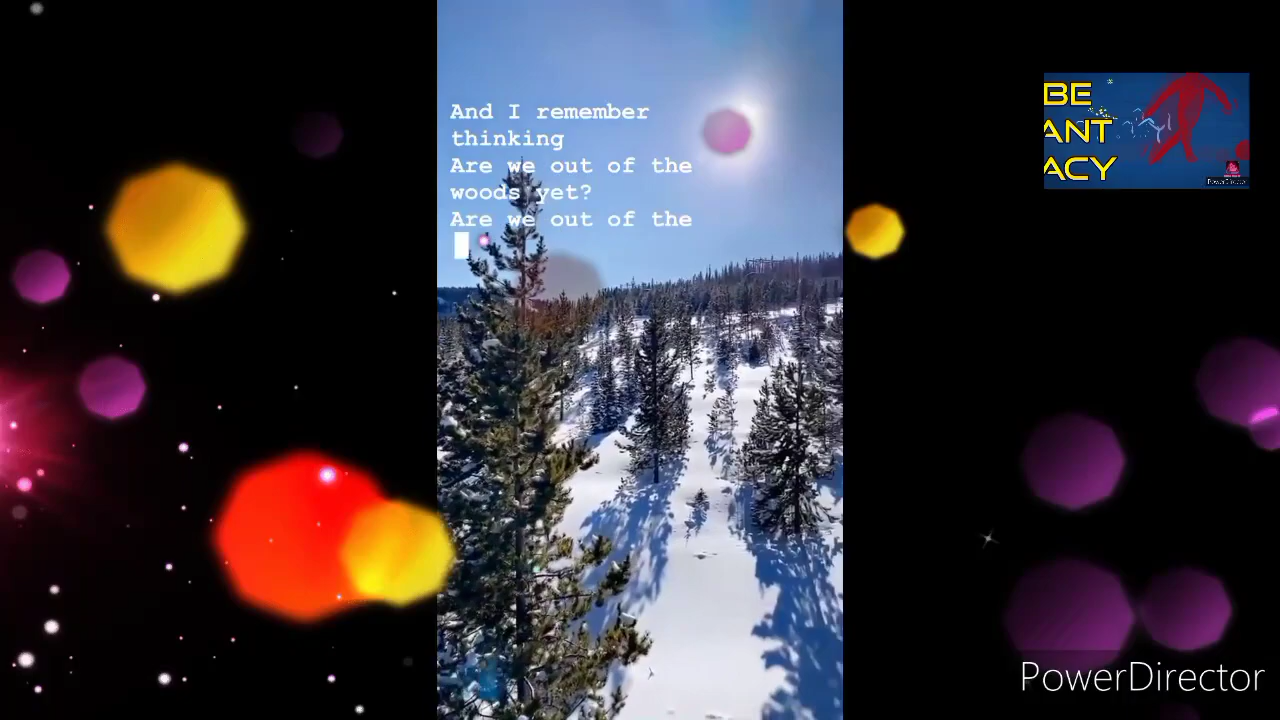 And I remember
thinking
Are we out of the
woods yet?
Are we out of the
BE
ANT
ACY
PowerDirector